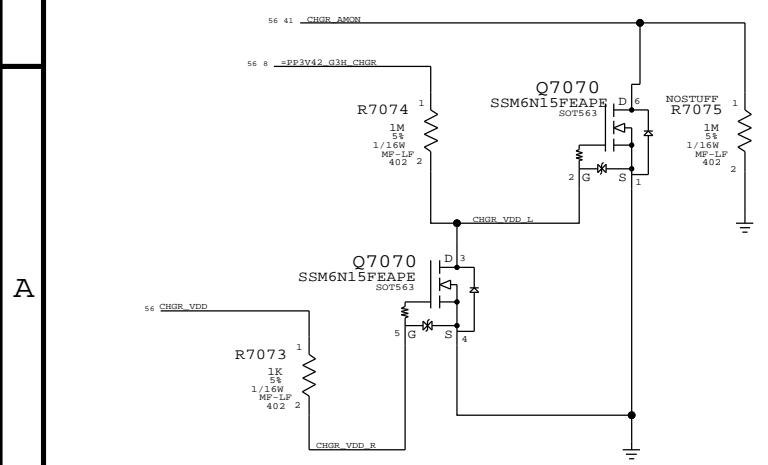 56 41 CHGR_AMON
56 8 =PP3V42_G3H_CHGR
Q7070
SSM6N15FEAPE
SOT563
D 6
2 G S 1
NOSTUFF
R7075
1
1M
5%
1/16W
MF-LF
402
2
R7074
1
1M
5%
1/16W
MF-LF
402 2
CHGR_VDD_L
Q7070
SSM6N15FEAPE
SOT563
D 3
5 G S 4
A
56 CHGR_VDD
R7073
1
1K
5%
1/16W
MF-LF
402 2
CHGR_VDD_R